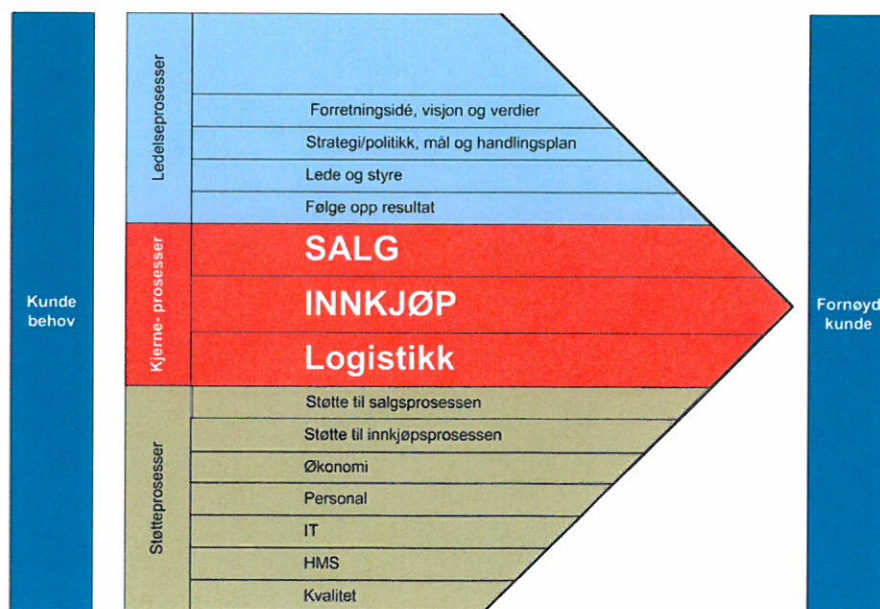 Kunde
behov
Ledelseprosesser
Forretningsidé, visjon og verdier
Strategi/politikk, mål og handlingsplan
Lede og styre
Følge opp resultat
Kjerne- prosesser
SALG
INNKJØP
Logistikk
Støtteprosesser
Støtte til salgsprosessen
Støtte til innkjøpsprosessen
Økonomi
Personal
IT
HMS
Kvalitet
Fornøyd
kunde